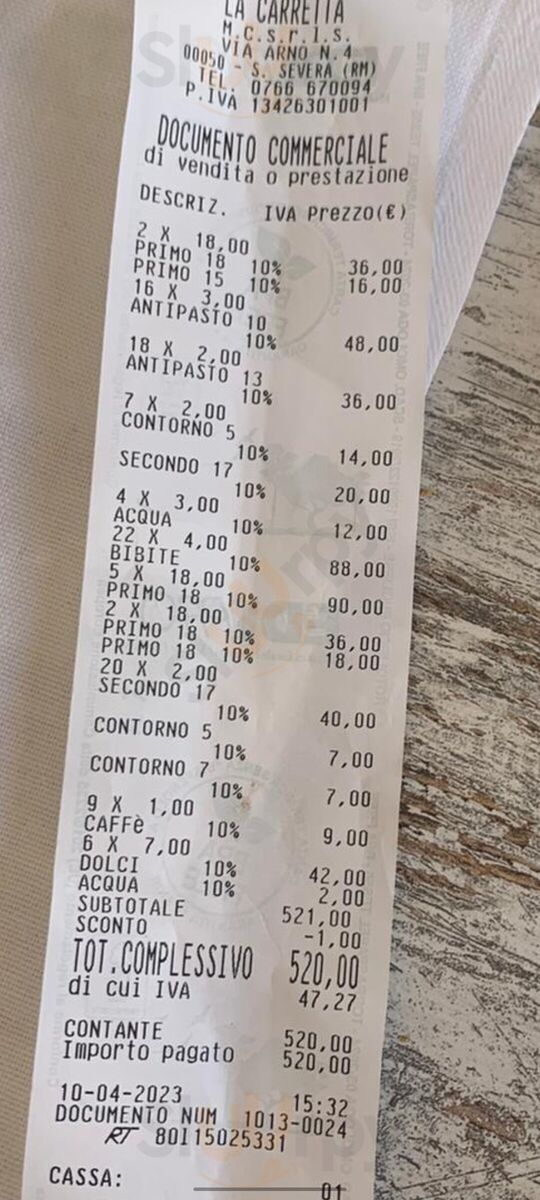 LA CARRETTA
M.C.s.r.l.s.
VIA ARNO N.4
00050 - S. SEVERA (RM)
TEL. 0766 670094
P.IVA 13426301001
DOCUMENTO COMMERCIALE
di vendita o prestazione
DESCRIZ. IVA Prezzo(€)
2 X 18,00
PRIMO 18 10% 36,00
PRIMO 15 10% 16,00
16 X 3,00
ANTIPASTO 10
10% 48,00
18 X 2,00
ANTIPASTO 13
10% 36,00
7 X 2,00
CONTORNO 5
10% 14,00
SECONDO 17
10% 20,00
4 X 3,00
ACQUA 10% 12,00
22 X 4,00
BIBITE 10% 88,00
5 X 18,00
PRIMO 18 10% 90,00
2 X 18,00
PRIMO 18 10% 36,00
PRIMO 18 10% 18,00
20 X 2,00
SECONDO 17
10% 40,00
CONTORNO 5
10% 7,00
CONTORNO 7
10% 7,00
9 X 1,00
CAFFè 10% 9,00
6 X 7,00
DOLCI 10% 42,00
ACQUA 10% 2,00
SUBTOTALE 521,00
SCONTO -1,00
TOT.COMPLESSIVO 520,00
di cui IVA 47,27
CONTANTE 520,00
Importo pagato 520,00
10-04-2023 15:32
DOCUMENTO NUM 1013-0024
RT 80I15025331
CASSA: 01